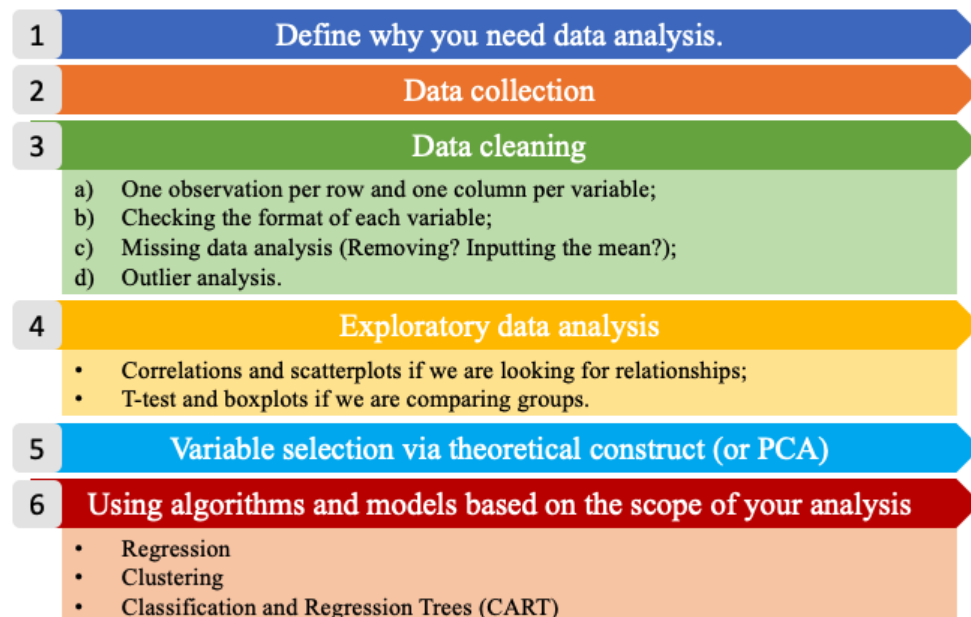 1 Define why you need data analysis.
2 Data collection
3 Data cleaning
a) One observation per row and one column per variable;
b) Checking the format of each variable;
c) Missing data analysis (Removing? Inputting the mean?);
d) Outlier analysis.
4 Exploratory data analysis
• Correlations and scatterplots if we are looking for relationships;
• T-test and boxplots if we are comparing groups.
5 Variable selection via theoretical construct (or PCA)
6 Using algorithms and models based on the scope of your analysis
• Regression
• Clustering
• Classification and Regression Trees (CART)